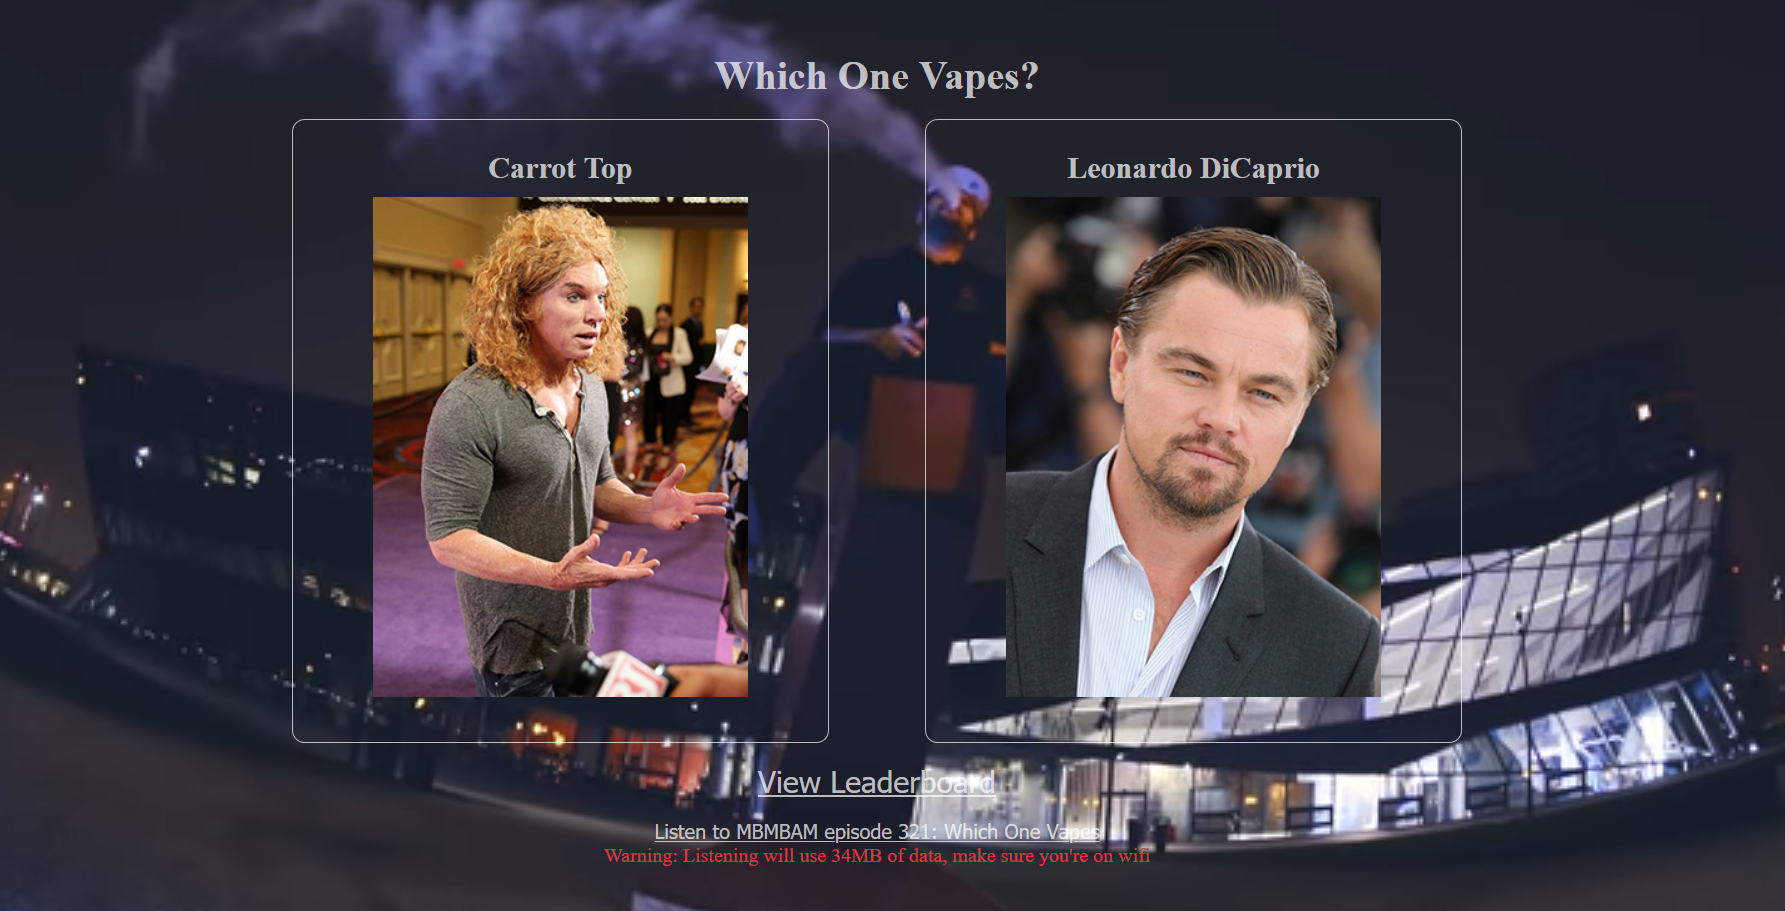 Which One Vapes?
Carrot Top
Leonardo DiCaprio
View Leaderboard
Listen to MBMBAM episode 321: Which One Vapes
Warning: Listening will use 34MB of data, make sure you're on wifi